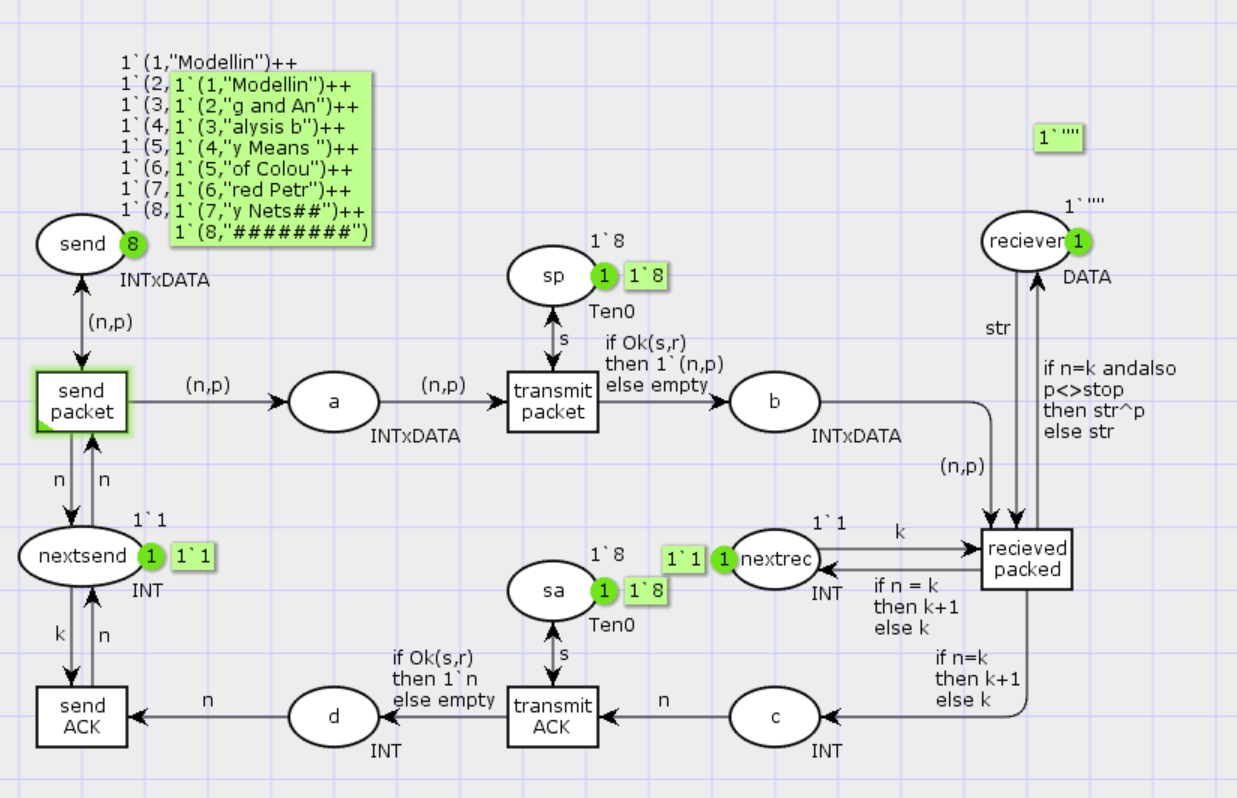 1`(1,"Modellin")++
1`(2,
1`(3,
1`(4,
1`(5,
1`(6,
1`(7,
1`(8,
1`(1,"Modellin")++
1`(2,"g and An")++
1`(3,"alysis b")++
1`(4,"y Means ")++
1`(5,"of Colou")++
1`(6,"red Petr")++
1`(7,"y Nets##")++
1`(8,"########")
1`""
send
8
INTxDATA
1`8
sp
1
1`8
Ten0
1`""
reciever
1
DATA
(n,p)
s
if Ok(s,r)
then 1`(n,p)
else empty
str
if n=k andalso
p<>stop
then str^p
else str
send
packet
(n,p)
a
INTxDATA
(n,p)
transmit
packet
b
INTxDATA
(n,p)
n
n
1`1
nextsend
1
1`1
INT
1`8
sa
1
1`8
Ten0
1`1
1
1`1
nextrec
INT
k
if n = k
then k+1
else k
recieved
packed
k
n
if Ok(s,r)
then 1`n
else empty
s
if n=k
then k+1
else k
send
ACK
n
d
INT
transmit
ACK
n
c
INT